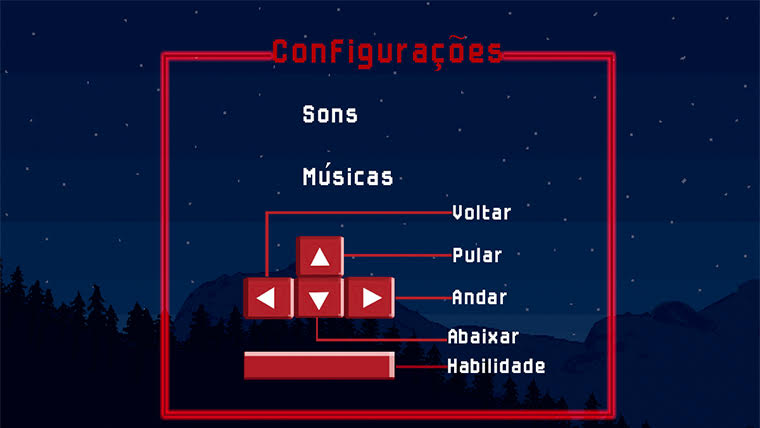 Configurações
Sons
Músicas
Voltar
Pular
Andar
Abaixar
Habilidade